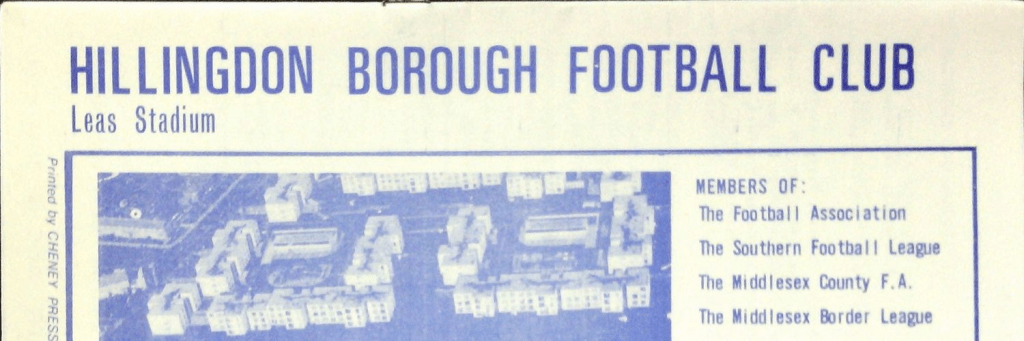 HILLINGDON BOROUGH FOOTBALL CLUB
Leas Stadium
Printed by CHENEY PRESS
MEMBERS OF:
The Football Association
The Southern Football League
The Middlesex County F.A.
The Middlesex Border League